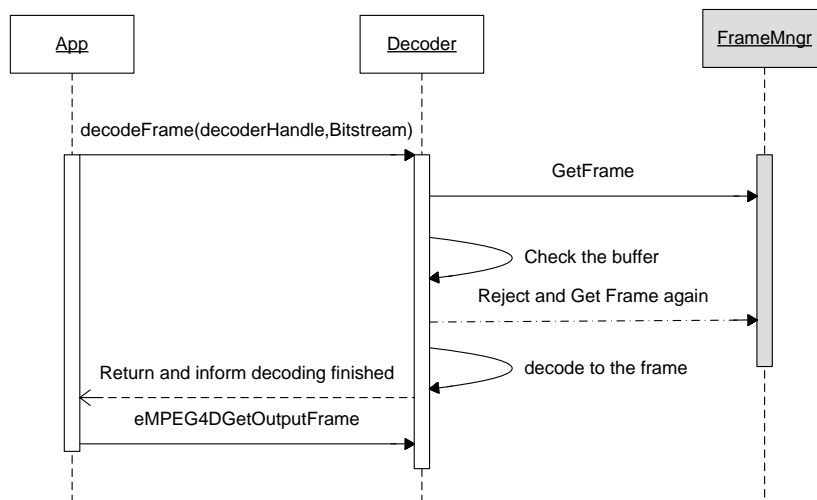 App
Decoder
FrameMngr
decodeFrame(decoderHandle,Bitstream)
GetFrame
Check the buffer
Reject and Get Frame again
decode to the frame
Return and inform decoding finished
eMPEG4DGetOutputFrame